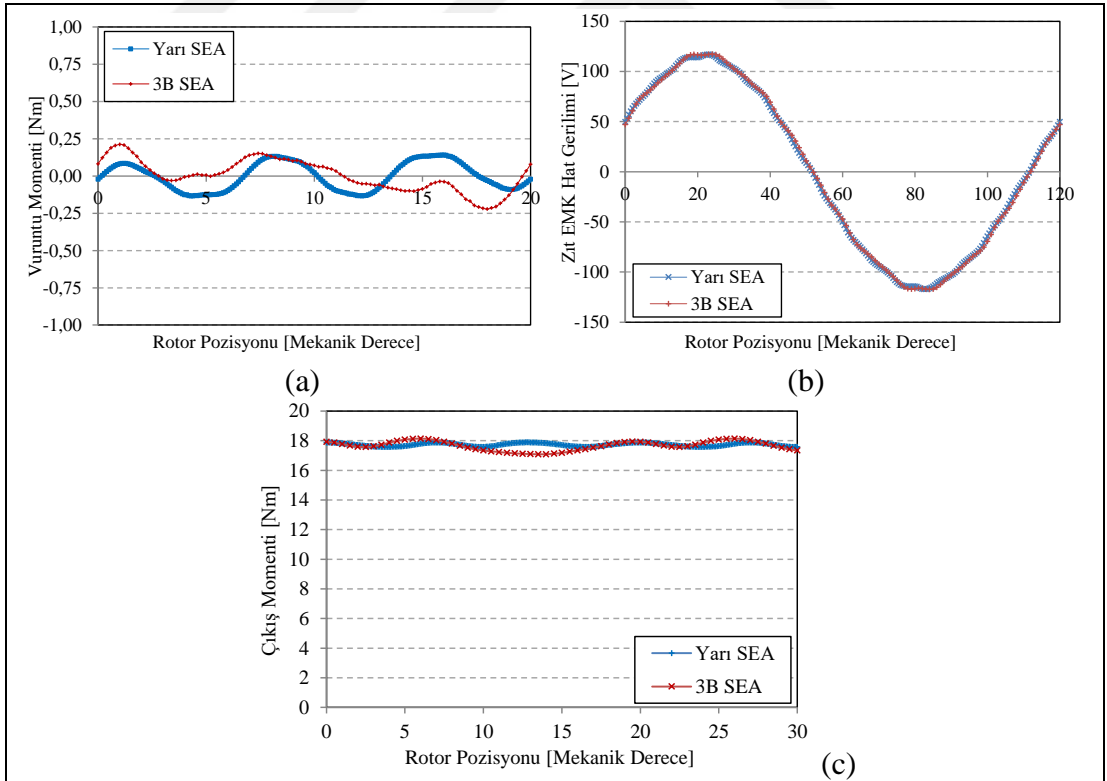 1,00
0,75
0,50
0,25
0,00
-0,25
-0,50
-0,75
-1,00
0 5 10 15 20
Vuruntu Momenti [Nm]
Rotor Pozisyonu [Mekanik Derece]
Yarı SEA
3B SEA
(a)
150
100
50
0
-50
-100
-150
0 20 40 60 80 100 120
Zıt EMK Hat Gerilimi [V]
Rotor Pozisyonu [Mekanik Derece]
Yarı SEA
3B SEA
(b)
20
18
16
14
12
10
8
6
4
2
0
0 5 10 15 20 25 30
Çıkış Momenti [Nm]
Rotor Pozisyonu [Mekanik Derece]
Yarı SEA
3B SEA
(c)